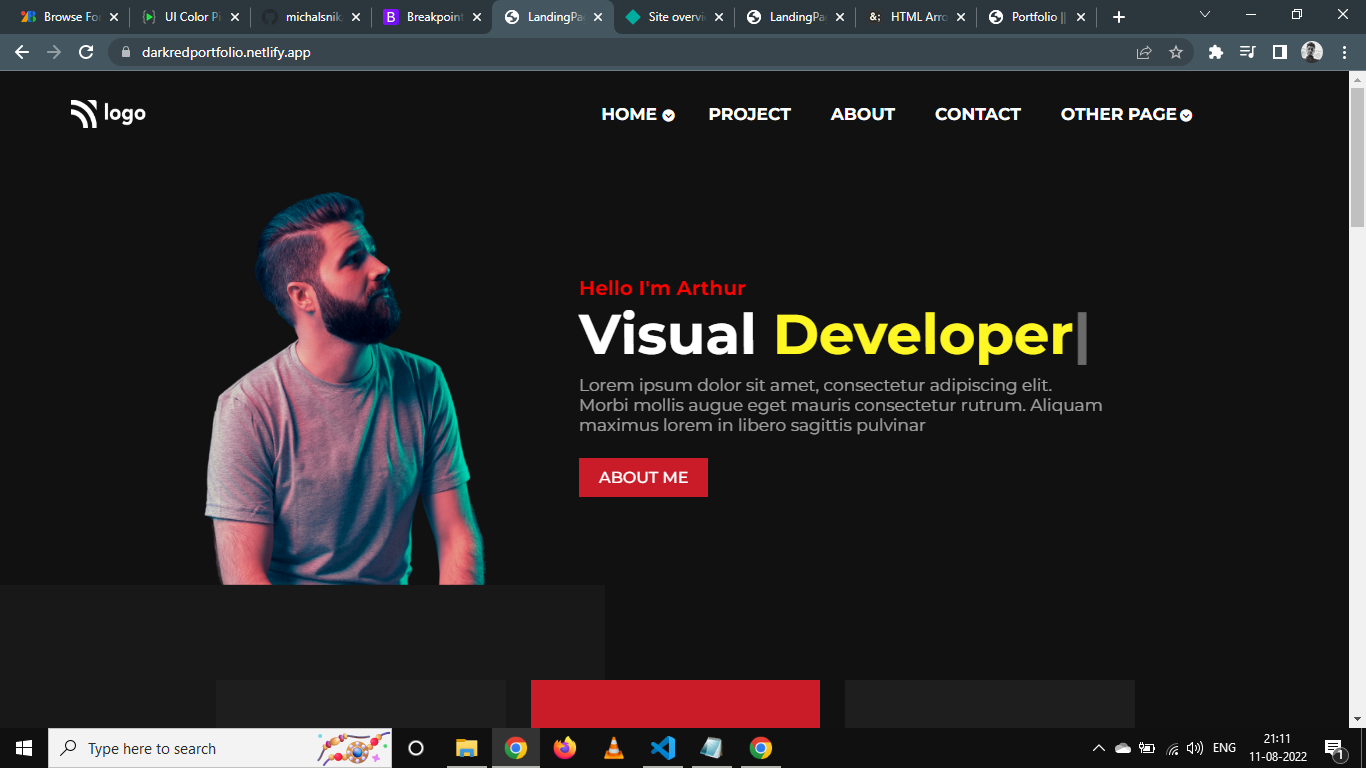 Browse Fo
UI Color Pi
michalsnik
Breakpoint
LandingPa
Site overvi
LandingPa
HTML Arro
Portfolio ||
darkredportfolio.netlify.app
logo
HOME
PROJECT
ABOUT
CONTACT
OTHER PAGE
Hello I'm Arthur
Visual Developer|
Lorem ipsum dolor sit amet, consectetur adipiscing elit.
Morbi mollis augue eget mauris consectetur rutrum. Aliquam
maximus lorem in libero sagittis pulvinar
ABOUT ME
Type here to search
ENG
21:11
11-08-2022
1